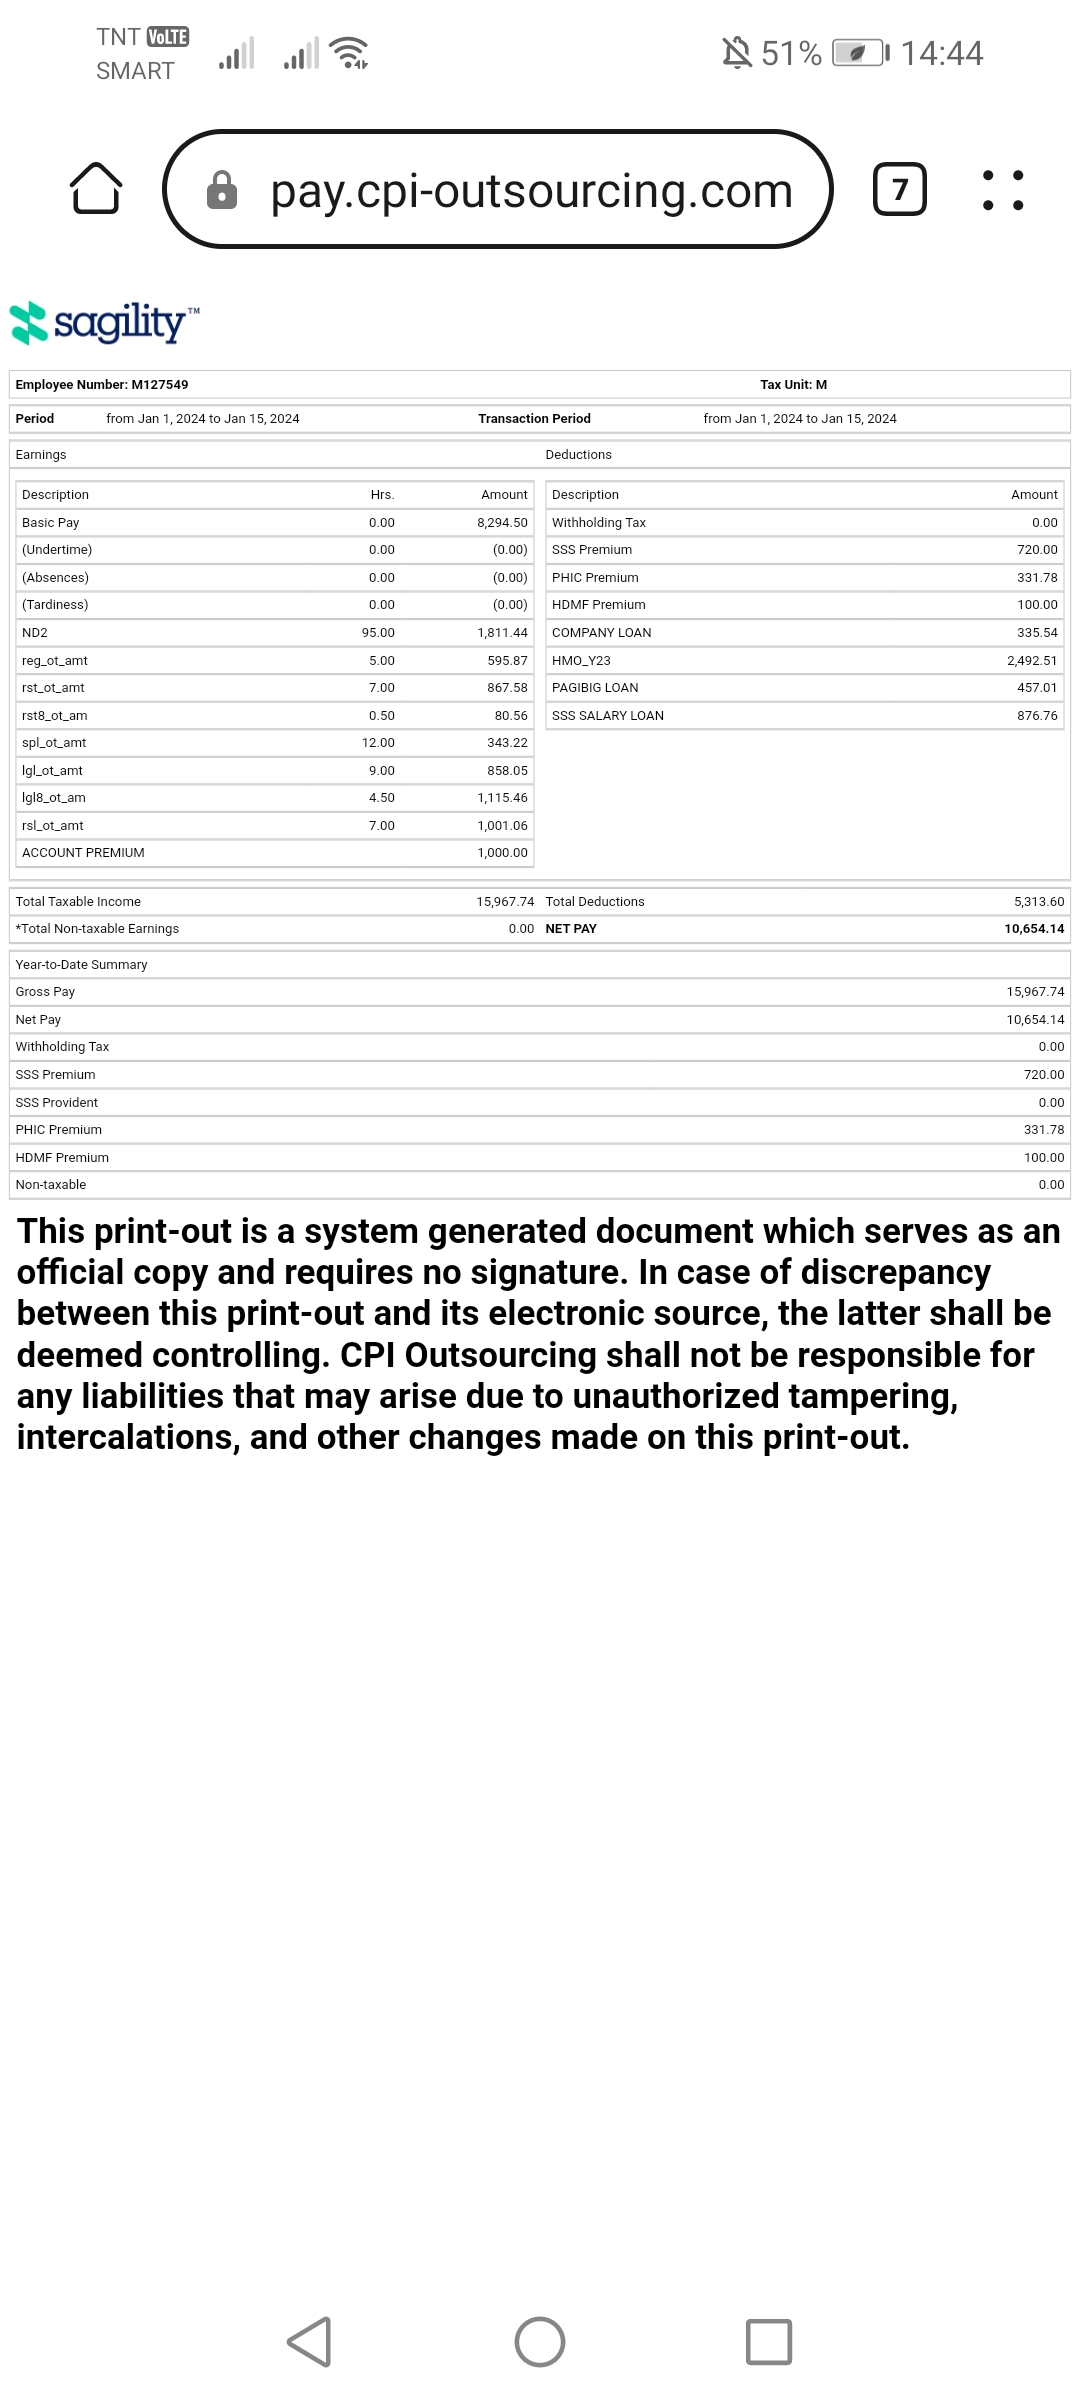 TNT VoLTE
SMART
51% 14:44
pay.cpi-outsourcing.com 7
sagility™
Employee Number: M127549 Tax Unit: M
Period from Jan 1, 2024 to Jan 15, 2024 Transaction Period from Jan 1, 2024 to Jan 15, 2024
Earnings Deductions
Description Hrs. Amount Description Amount
Basic Pay 0.00 8,294.50 Withholding Tax 0.00
(Undertime) 0.00 (0.00) SSS Premium 720.00
(Absences) 0.00 (0.00) PHIC Premium 331.78
(Tardiness) 0.00 (0.00) HDMF Premium 100.00
ND2 95.00 1,811.44 COMPANY LOAN 335.54
reg_ot_amt 5.00 595.87 HMO_Y23 2,492.51
rst_ot_amt 7.00 867.58 PAGIBIG LOAN 457.01
rst8_ot_am 0.50 80.56 SSS SALARY LOAN 876.76
spl_ot_amt 12.00 343.22
lgl_ot_amt 9.00 858.05
lgl8_ot_am 4.50 1,115.46
rsl_ot_amt 7.00 1,001.06
ACCOUNT PREMIUM 1,000.00
Total Taxable Income 15,967.74 Total Deductions 5,313.60
*Total Non-taxable Earnings 0.00 NET PAY 10,654.14
Year-to-Date Summary
Gross Pay 15,967.74
Net Pay 10,654.14
Withholding Tax 0.00
SSS Premium 720.00
SSS Provident 0.00
PHIC Premium 331.78
HDMF Premium 100.00
Non-taxable 0.00
This print-out is a system generated document which serves as an
official copy and requires no signature. In case of discrepancy
between this print-out and its electronic source, the latter shall be
deemed controlling. CPI Outsourcing shall not be responsible for
any liabilities that may arise due to unauthorized tampering,
intercalations, and other changes made on this print-out.